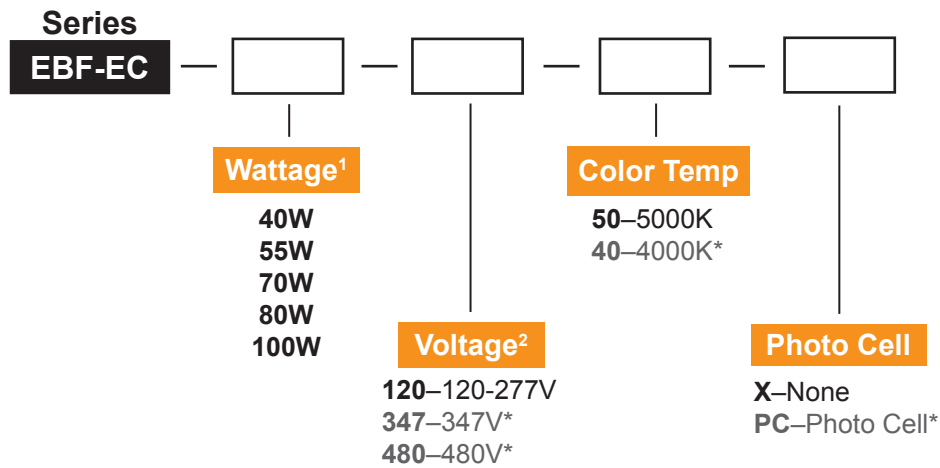 Series
EBF-EC
Wattage¹
40W
55W
70W
80W
100W
Voltage²
120–120-277V
347–347V*
480–480V*
Color Temp
50–5000K
40–4000K*
Photo Cell
X–None
PC–Photo Cell*